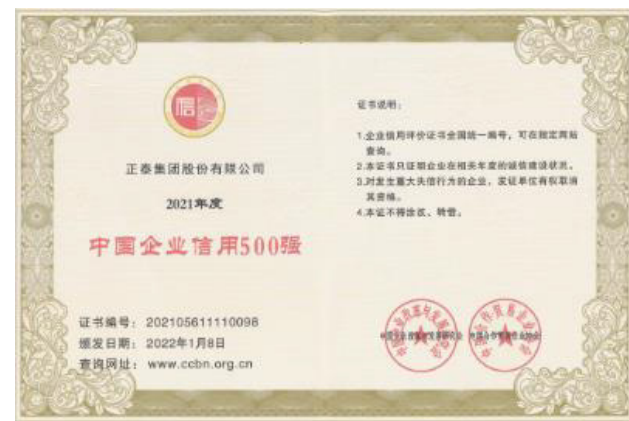 信
正泰集团股份有限公司
2021年度
中国企业信用500强
证书编号：202105611110098
颁发日期：2022年1月8日
查询网址：www.ccbn.org.cn
证书说明：
1.企业信用评价证书全国统一编号，可在指定网站
查询。
2.本证书只证明企业在相关年度的诚信建设状况。
3.对发生重大失信行为的企业，发证单位有权取消
其资格。
4.本证不得涂改、转借。